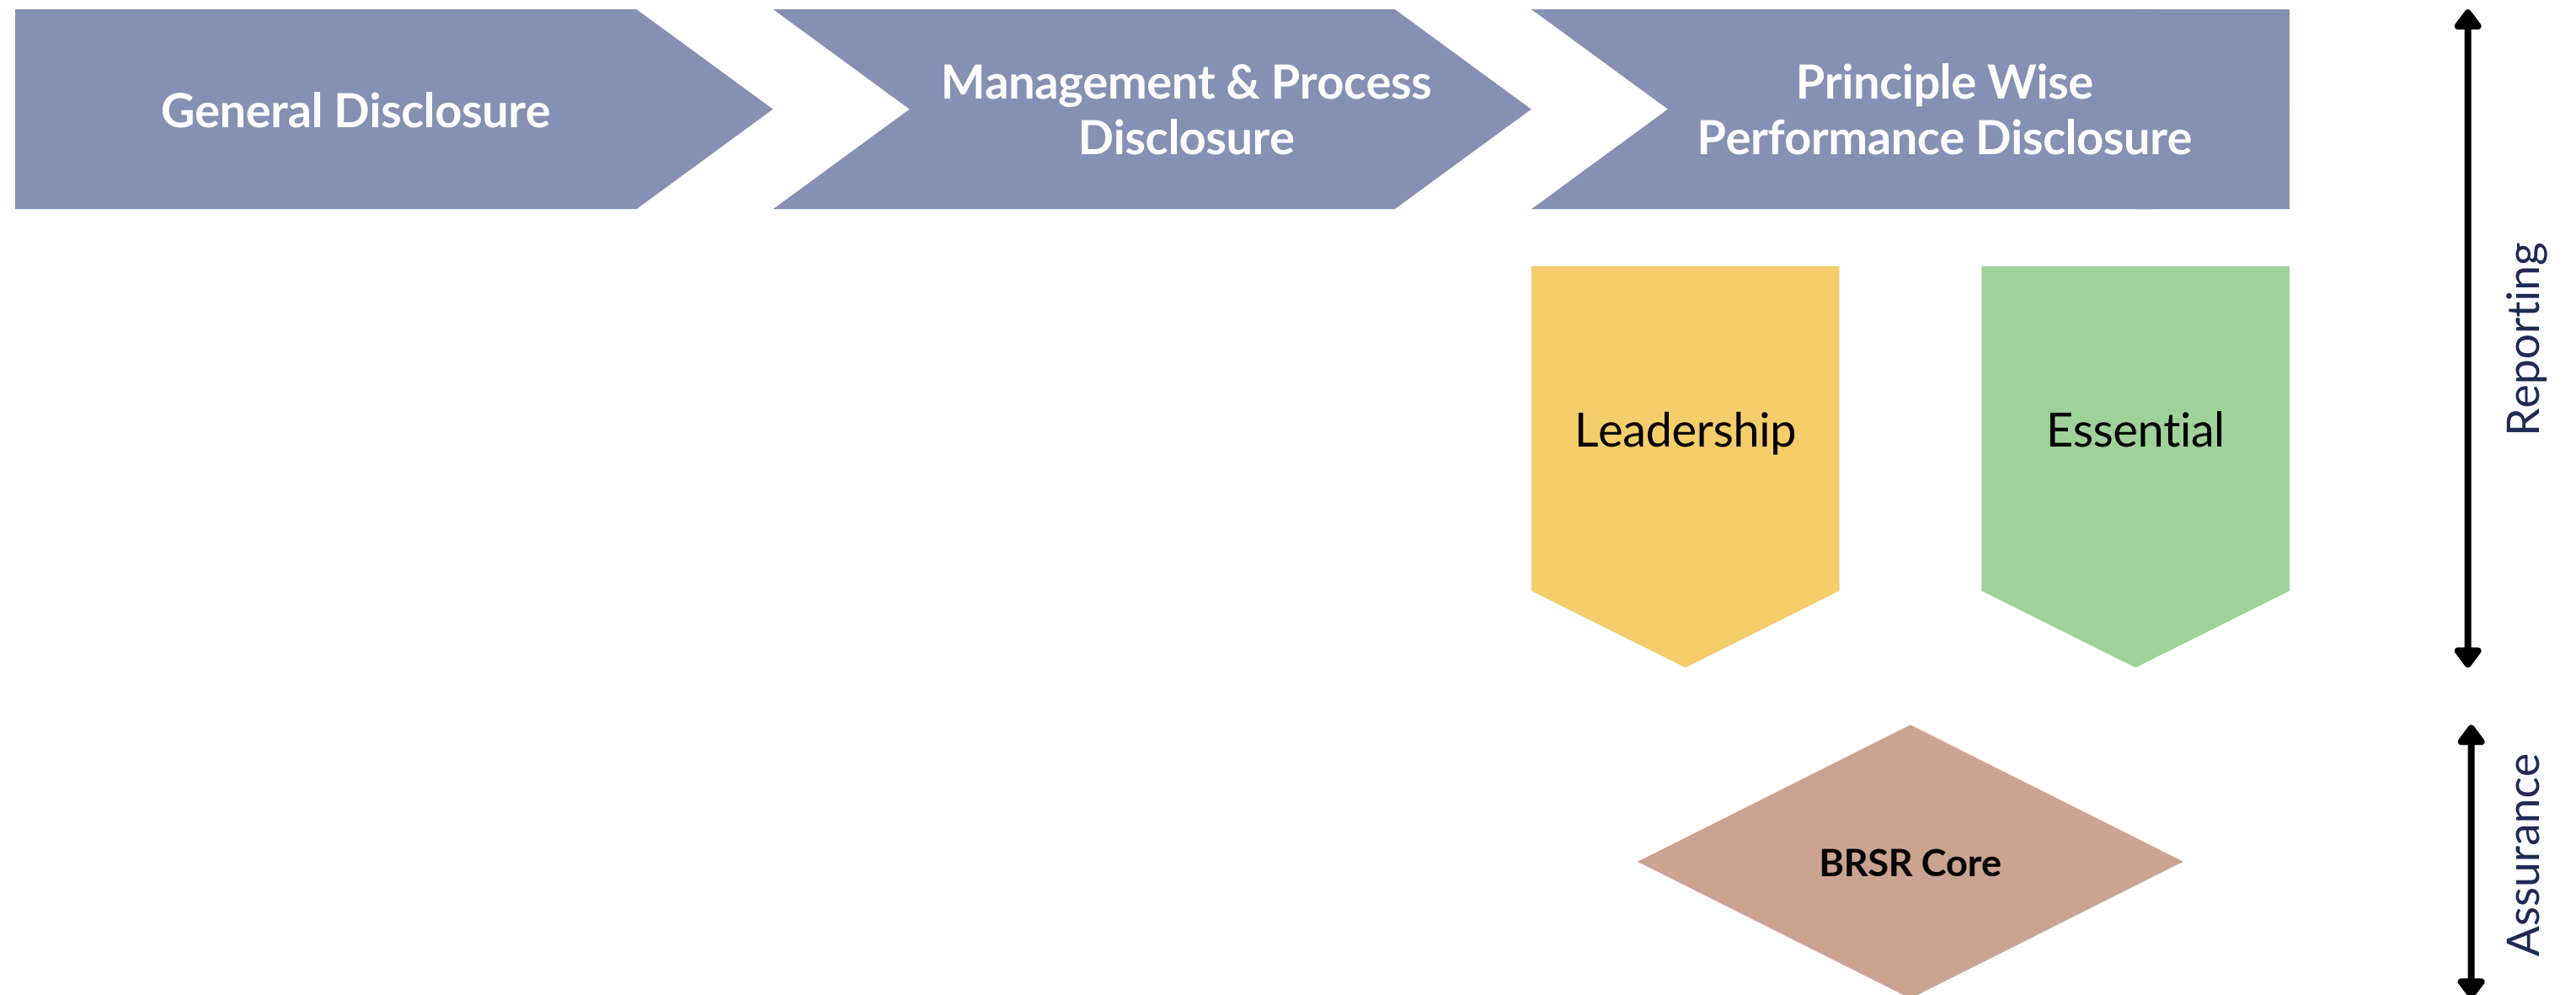 General Disclosure
Management & Process
Disclosure
Principle Wise
Performance Disclosure
Leadership
Essential
Reporting
BRSR Core
Assurance